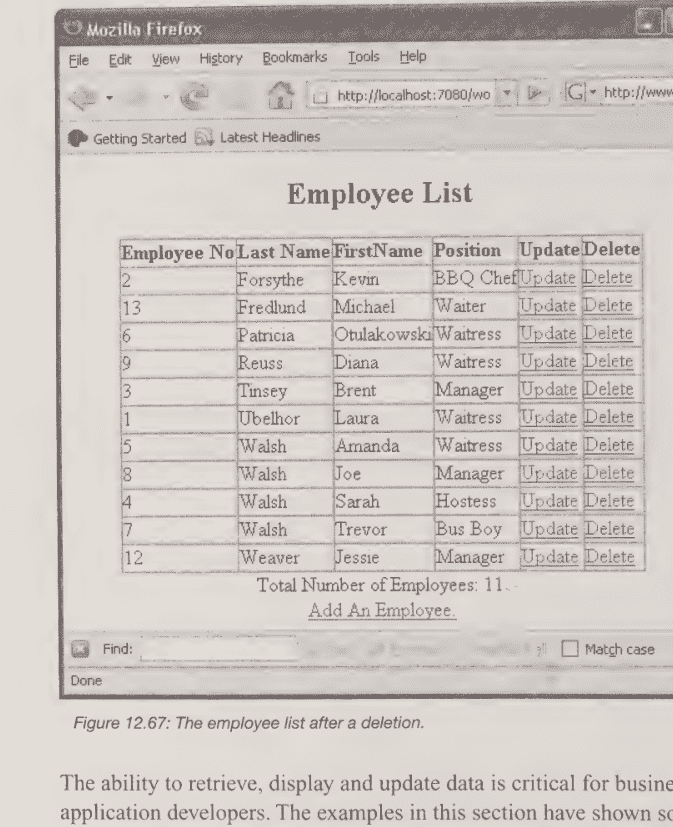 Mozilla Firefox
File Edit View History Bookmarks Tools Help
http://localhost:7080/wo G http://www
Getting Started Latest Headlines
Employee List
Employee No Last Name FirstName Position Update Delete
2 Forsythe Kevin BBQ Chef Update Delete
13 Fredlund Michael Waiter Update Delete
6 Patricia Otulakowski Waitress Update Delete
9 Reuss Diana Waitress Update Delete
3 Tinsey Brent Manager Update Delete
1 Ubelhor Laura Waitress Update Delete
5 Walsh Amanda Waitress Update Delete
8 Walsh Joe Manager Update Delete
4 Walsh Sarah Hostess Update Delete
7 Walsh Trevor Bus Boy Update Delete
12 Weaver Jessie Manager Update Delete
Total Number of Employees: 11
Add An Employee.
Find: Match case
Done
Figure 12.67: The employee list after a deletion.
The ability to retrieve, display and update data is critical for busine
application developers. The examples in this section have shown so